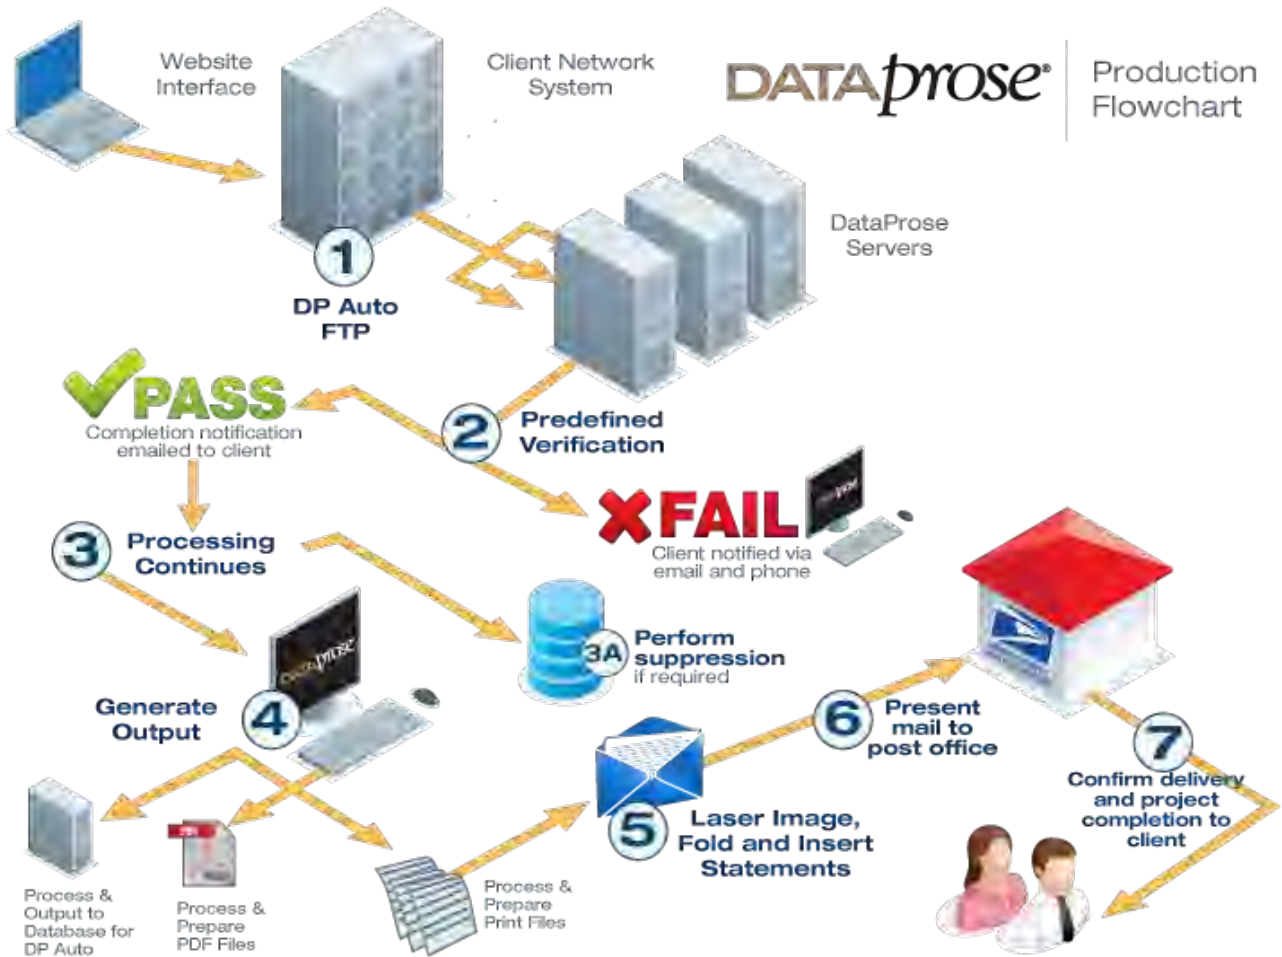 Website
Interface
Client Network
System
DATAprose®
Production
Flowchart
DataProse
Servers
1
DP Auto
FTP
PASS
Completion notification
emailed to client
2
Predefined
Verification
FAIL
Client notified via
email and phone
3
Processing
Continues
3A
Perform
suppression
if required
DATAprose
Generate
Output
4
6
Present
mail to
post office
7
Confirm delivery
and project
completion to
client
5
Laser Image,
Fold and Insert
Statements
Process &
Output to
Database for
DP Auto
Process &
Prepare
PDF Files
Process &
Prepare
Print Files